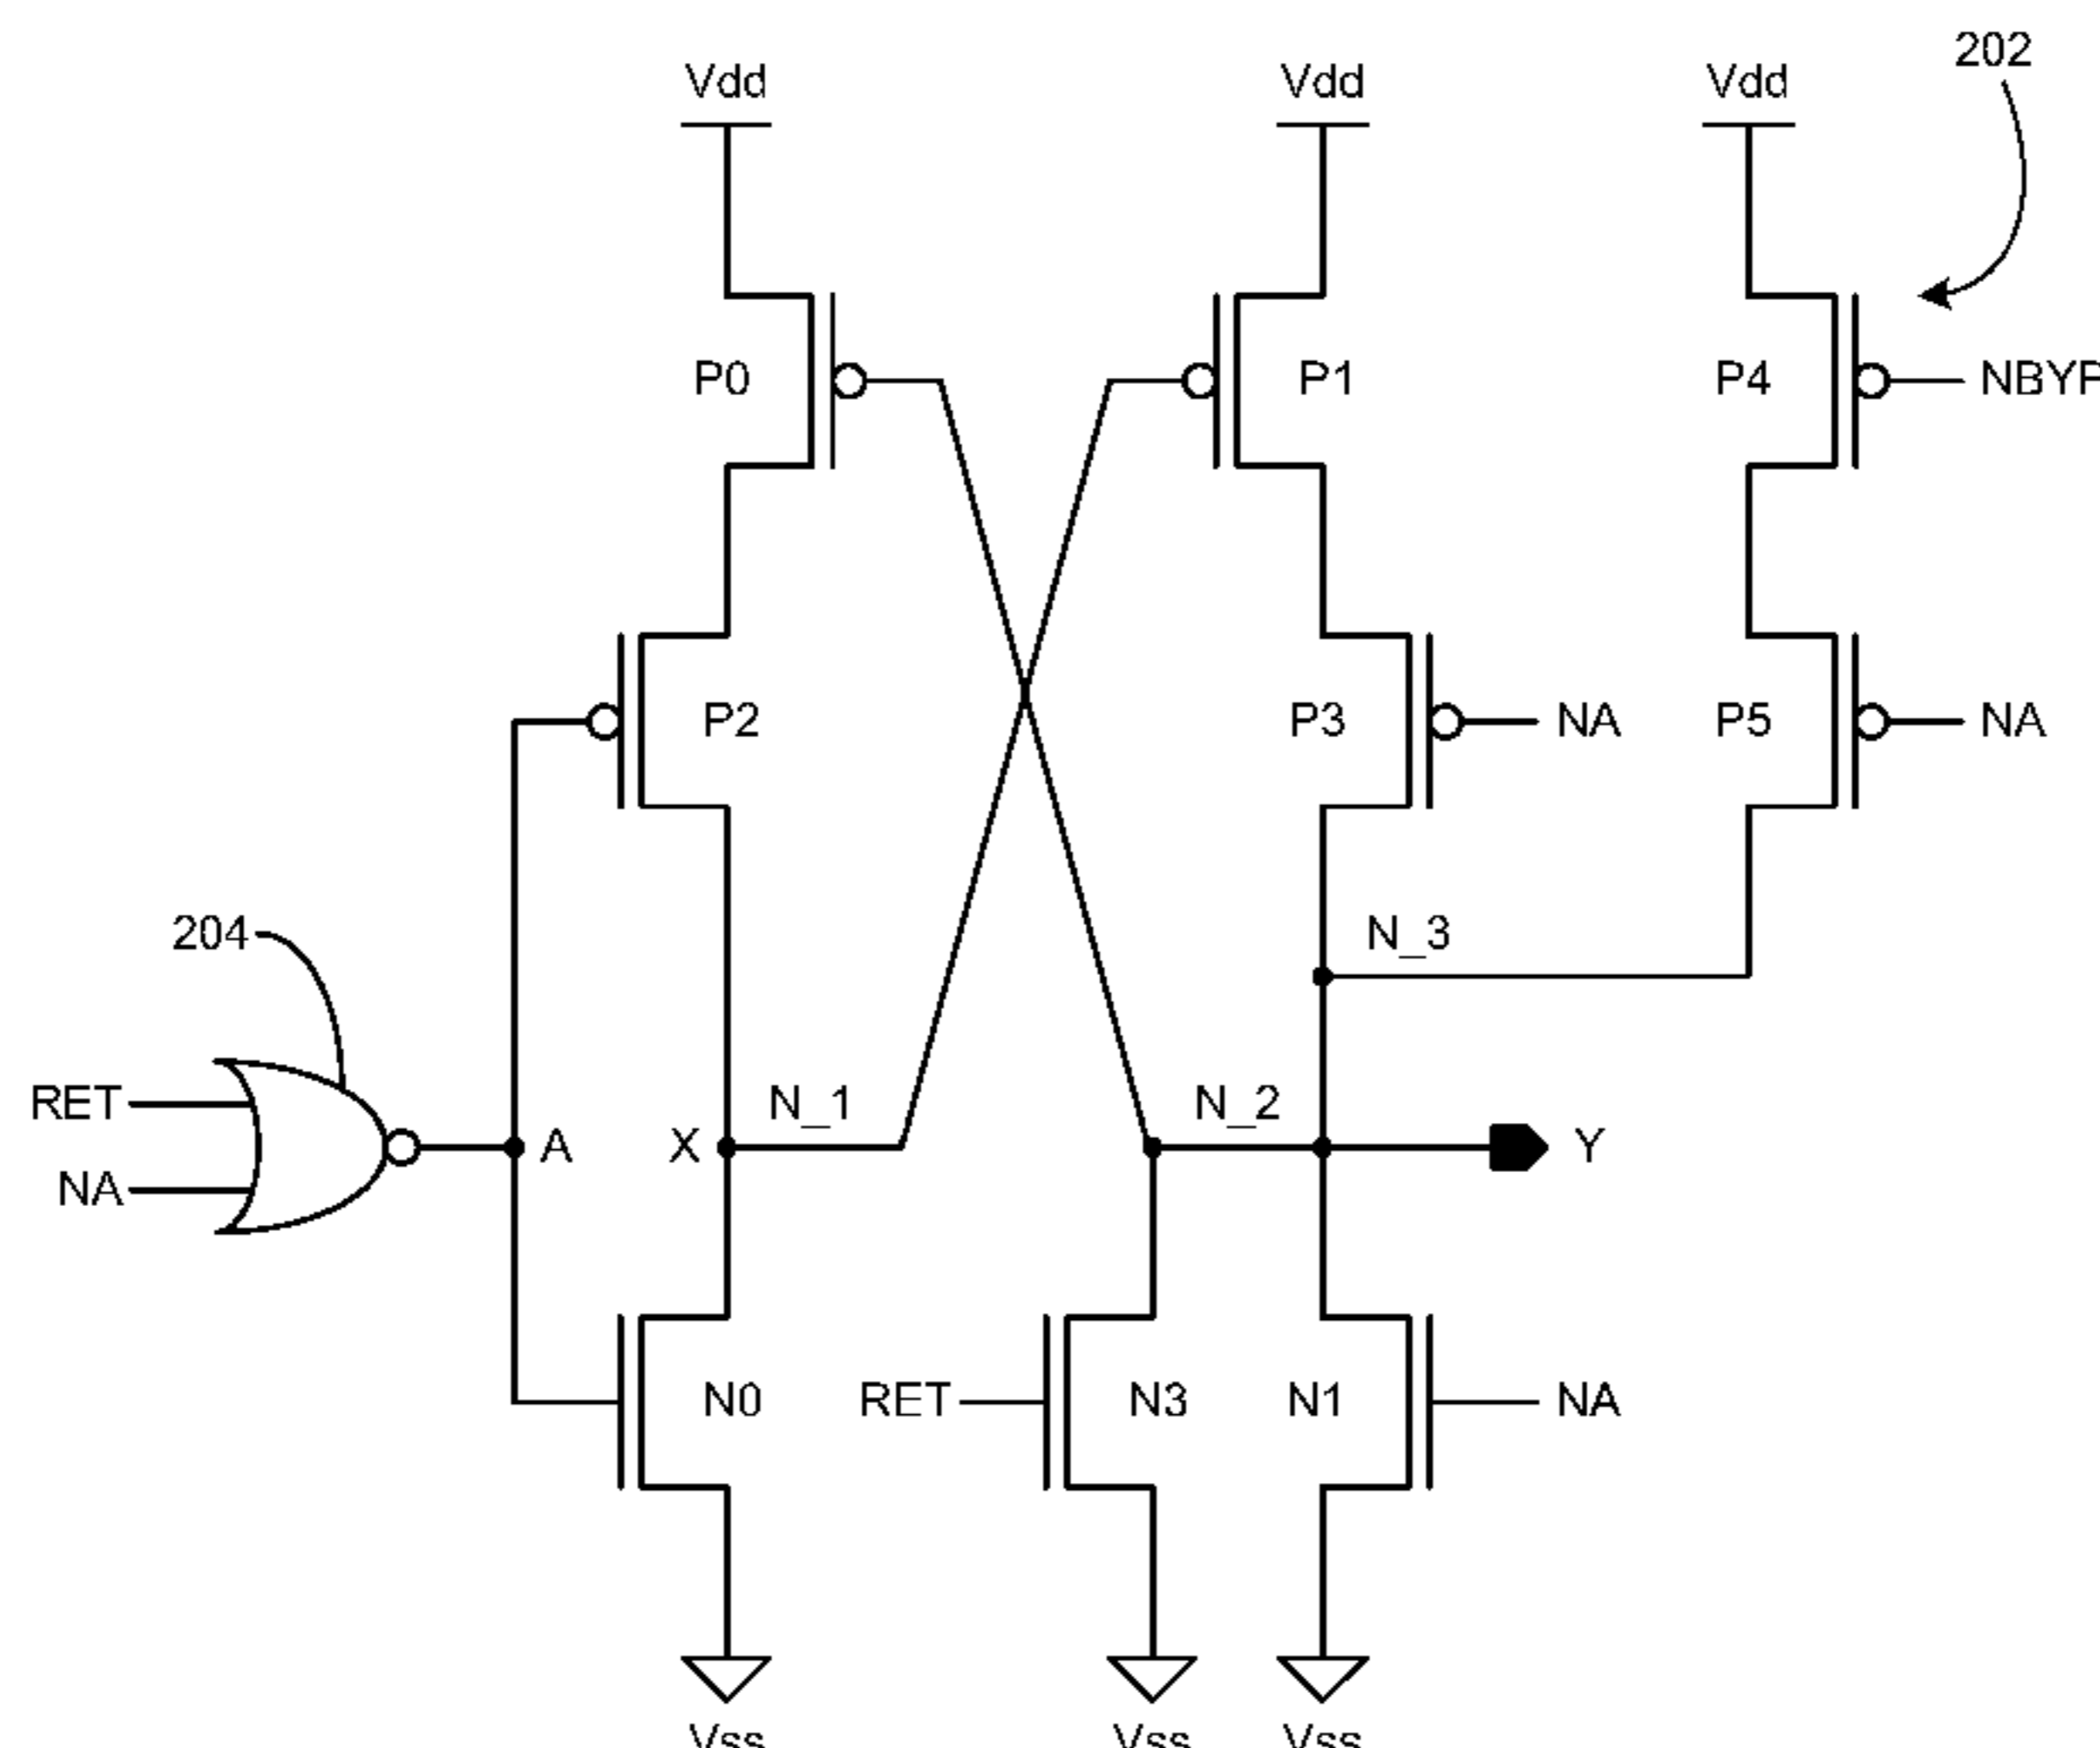 202
Vdd Vdd Vdd
P0 P1 P4 NBYP
P2 P3 NA P5 NA
204 N_3
RET N_1 N_2
A X Y
NA
N0 RET N3 N1 NA
Vss Vss Vss